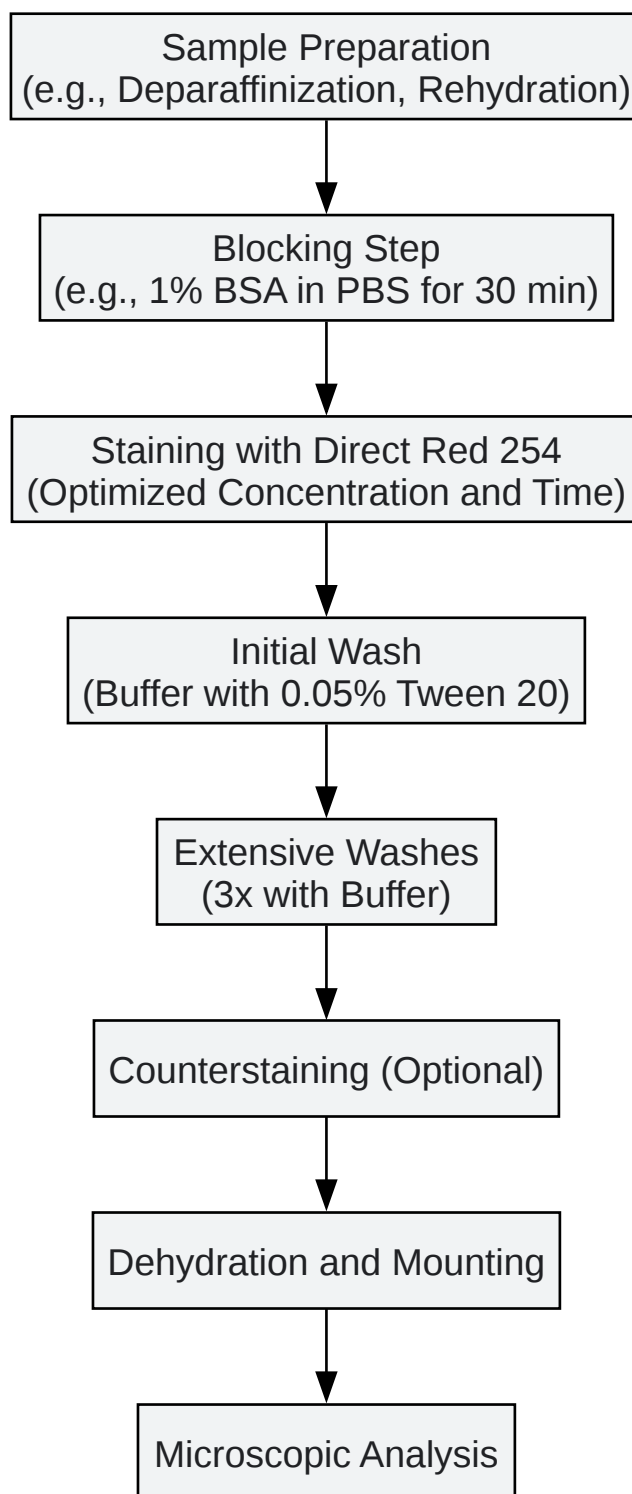 Sample Preparation
(e.g., Deparaffinization, Rehydration)
Blocking Step
(e.g., 1% BSA in PBS for 30 min)
Staining with Direct Red 254
(Optimized Concentration and Time)
Initial Wash
(Buffer with 0.05% Tween 20)
Extensive Washes
(3x with Buffer)
Counterstaining (Optional)
Dehydration and Mounting
Microscopic Analysis